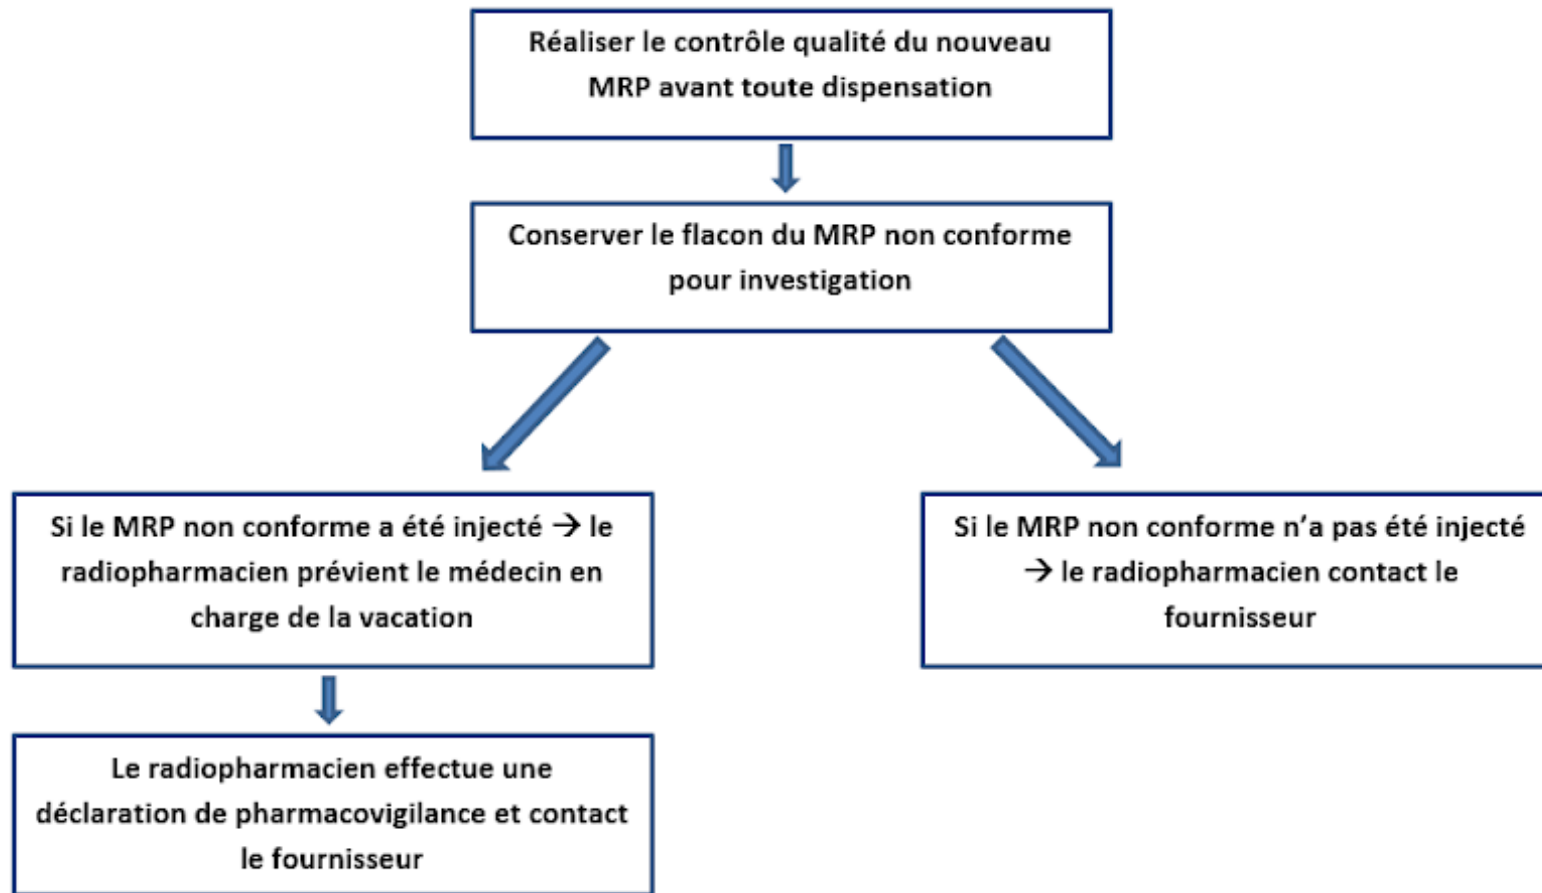 Réaliser le contrôle qualité du nouveau
MRP avant toute dispensation
Conserver le flacon du MRP non conforme
pour investigation
Si le MRP non conforme a été injecté → le
radiopharmacien prévient le médecin en
charge de la vacation
Si le MRP non conforme n’a pas été injecté
→ le radiopharmacien contact le
fournisseur
Le radiopharmacien effectue une
déclaration de pharmacovigilance et contact
le fournisseur